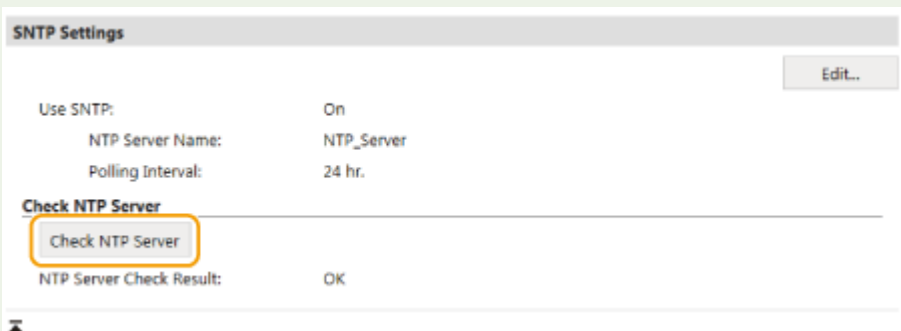 SNTP Settings
Edit...
Use SNTP: On
NTP Server Name: NTP_Server
Polling Interval: 24 hr.
Check NTP Server
Check NTP Server
NTP Server Check Result: OK